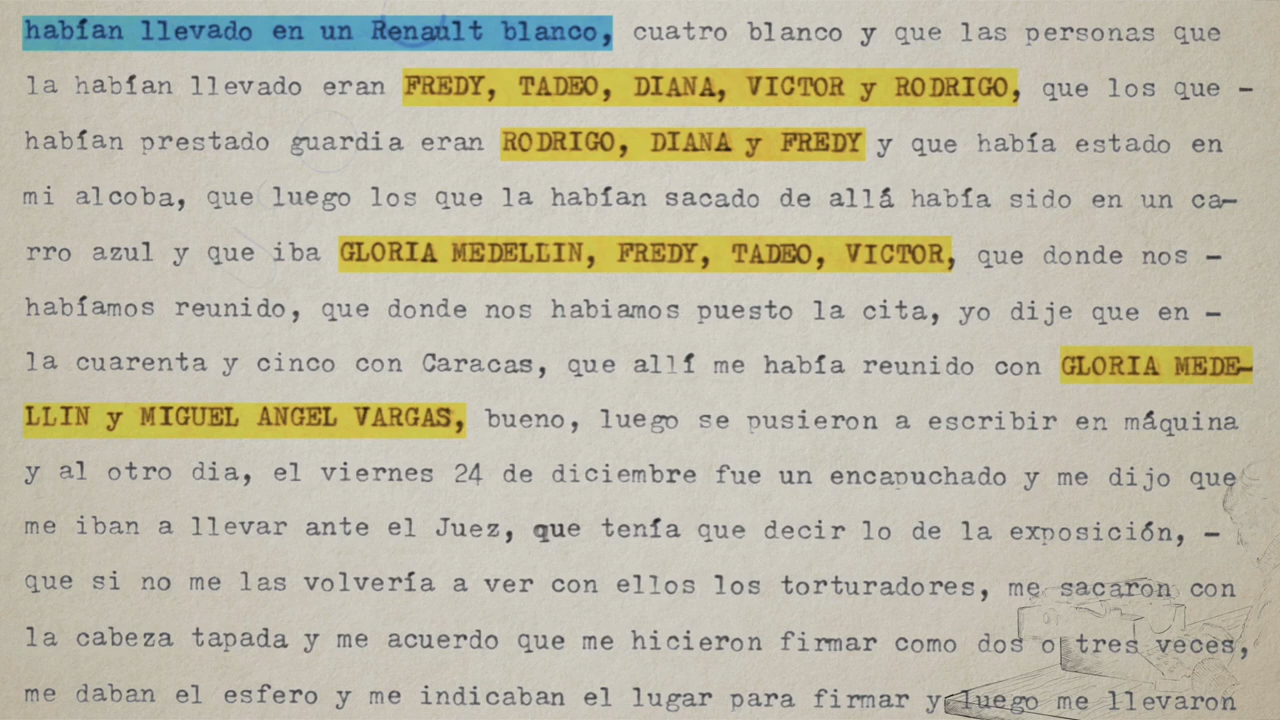 habían llevado en un Renault blanco, cuatro blanco y que las personas que
la habían llevado eran FREDY, TADEO, DIANA, VICTOR y RODRIGO, que los que -
habían prestado guardia eran RODRIGO, DIANA y FREDY y que había estado en
mi alcoba, que luego los que la habían sacado de allá había sido en un ca-
rro azul y que iba GLORIA MEDELLIN, FREDY, TADEO, VICTOR, que donde nos -
habíamos reunido, que donde nos habiamos puesto la cita, yo dije que en -
la cuarenta y cinco con Caracas, que allí me había reunido con GLORIA MEDE-
LLIN y MIGUEL ANGEL VARGAS, bueno, luego se pusieron a escribir en máquina
y al otro dia, el viernes 24 de diciembre fue un encapuchado y me dijo que
me iban a llevar ante el Juez, que tenía que decir lo de la exposición, -
que si no me las volvería a ver con ellos los torturadores, me sacaron con
la cabeza tapada y me acuerdo que me hicieron firmar como dos o tres veces,
me daban el esfero y me indicaban el lugar para firmar y luego me llevaron